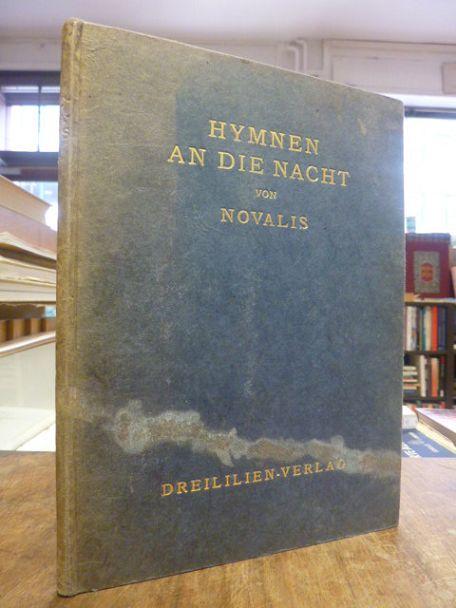 HYMNEN
AN DIE NACHT
VON
NOVALIS
DREILILIEN-VERLAG